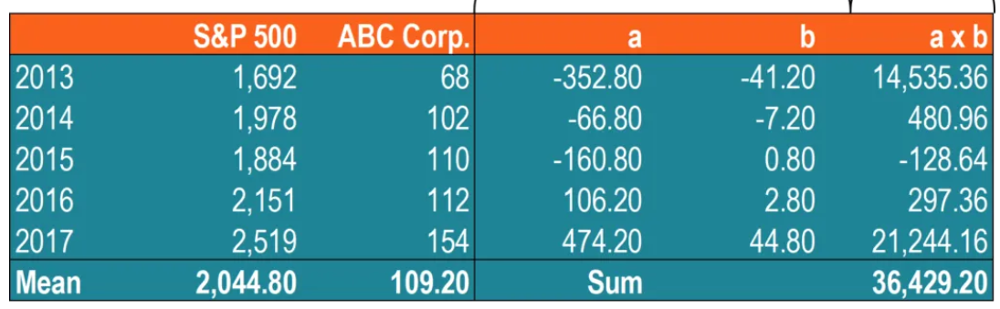 S&P 500 ABC Corp. a b a x b
2013 1,692 68 -352.80 -41.20 14,535.36
2014 1,978 102 -66.80 -7.20 480.96
2015 1,884 110 -160.80 0.80 -128.64
2016 2,151 112 106.20 2.80 297.36
2017 2,519 154 474.20 44.80 21,244.16
Mean 2,044.80 109.20 Sum 36,429.20